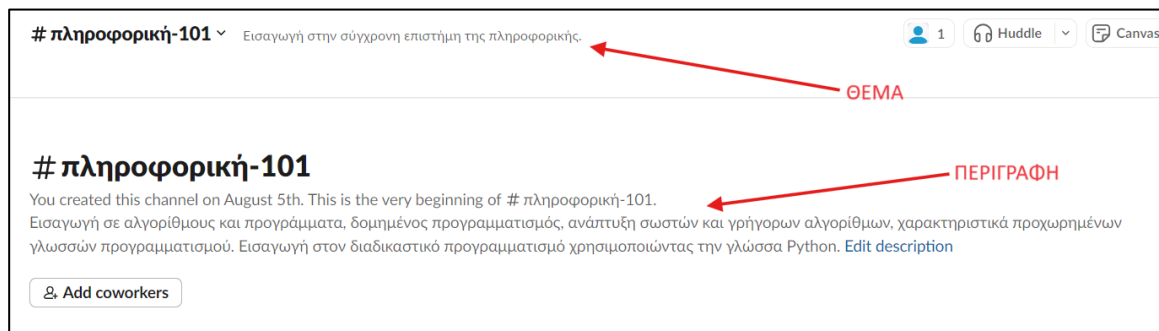 # πληροφορική-101 Εισαγωγή στην σύγχρονη επιστήμη της πληροφορικής. 1 Huddle Canvas
ΘΕΜΑ
# πληροφορική-101
ΠΕΡΙΓΡΑΦΗ
You created this channel on August 5th. This is the very beginning of # πληροφορική-101.
Εισαγωγή σε αλγορίθμους και προγράμματα, δομημένος προγραμματισμός, ανάπτυξη σωστών και γρήγορων αλγορίθμων, χαρακτηριστικά προχωρημένων
γλωσσών προγραμματισμού. Εισαγωγή στον διαδικαστικό προγραμματισμό χρησιμοποιώντας την γλώσσα Python. Edit description
Add coworkers